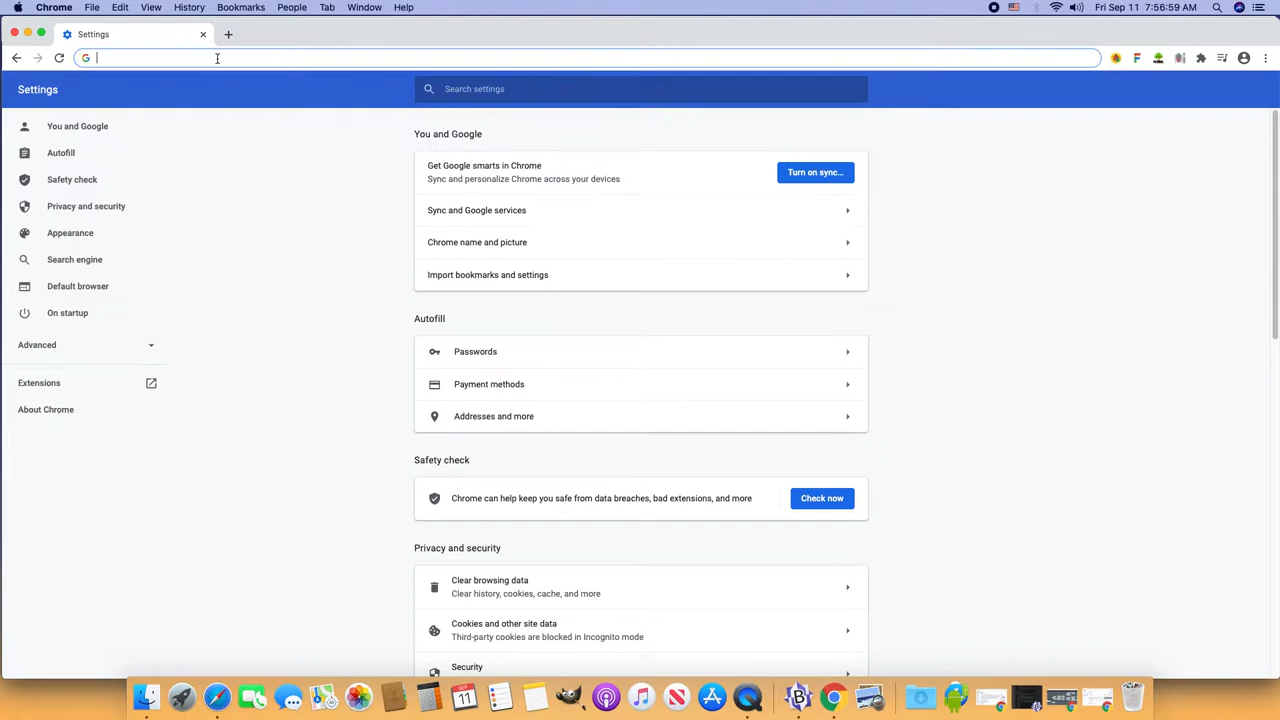 Chrome File Edit View History Bookmarks People Tab Window Help Fri Sep 11 7:56:59 AM
Settings
Settings
Search settings
You and Google
Autofill
Safety check
Privacy and security
Appearance
Search engine
Default browser
On startup
Advanced
Extensions
About Chrome
You and Google
Get Google smarts in Chrome
Sync and personalize Chrome across your devices
Turn on sync...
Sync and Google services
Chrome name and picture
Import bookmarks and settings
Autofill
Passwords
Payment methods
Addresses and more
Safety check
Chrome can help keep you safe from data breaches, bad extensions, and more
Check now
Privacy and security
Clear browsing data
Clear history, cookies, cache, and more
Cookies and other site data
Third-party cookies are blocked in Incognito mode
Security
SEP
11